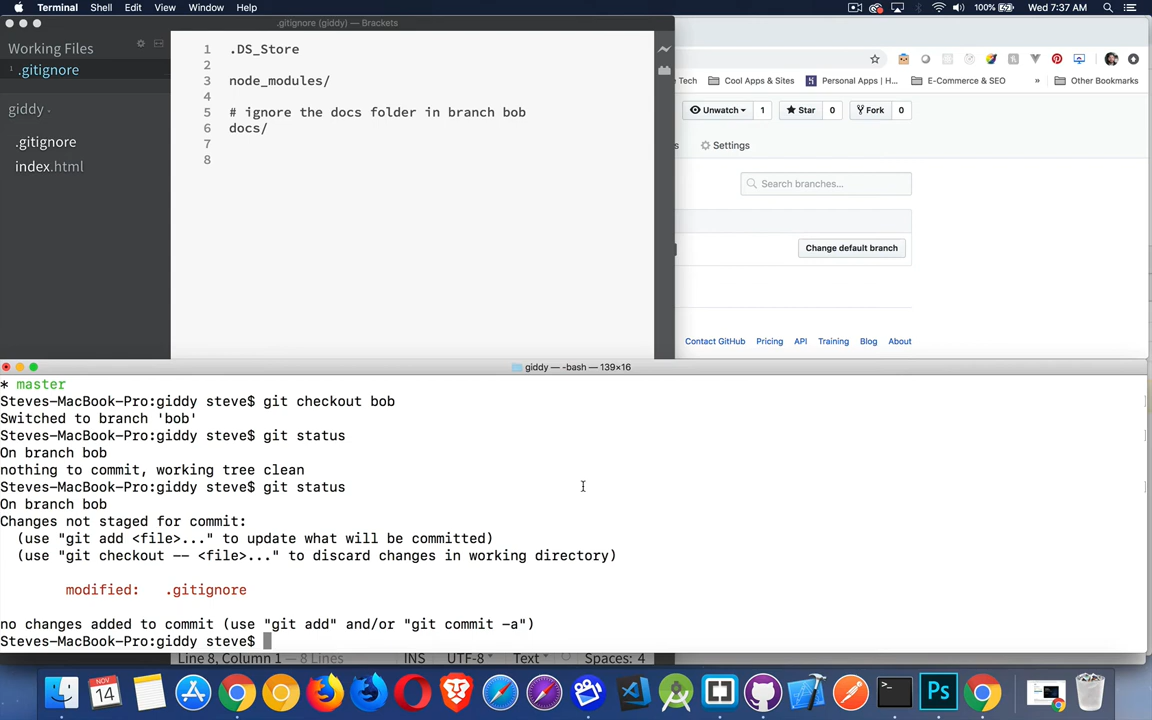 Terminal Shell Edit View Window Help
100% Wed 7:37 AM
.gitignore (giddy) — Brackets
Working Files
.gitignore
giddy
.gitignore
index.html
1 .DS_Store
2
3 node_modules/
4
5 # ignore the docs folder in branch bob
6 docs/
7
8
Tech Cool Apps & Sites Personal Apps | H... E-Commerce & SEO » Other Bookmarks
Unwatch 1 Star 0 Fork 0
s Settings
Search branches...
Change default branch
Contact GitHub Pricing API Training Blog About
giddy — -bash — 139×16
* master
Steves-MacBook-Pro:giddy steve$ git checkout bob
Switched to branch 'bob'
Steves-MacBook-Pro:giddy steve$ git status
On branch bob
nothing to commit, working tree clean
Steves-MacBook-Pro:giddy steve$ git status
On branch bob
Changes not staged for commit:
(use "git add <file>..." to update what will be committed)
(use "git checkout -- <file>..." to discard changes in working directory)
modified: .gitignore
no changes added to commit (use "git add" and/or "git commit -a")
Steves-MacBook-Pro:giddy steve$
Line 8, Column 1 — 8 Lines INS UTF-8 Text Spaces: 4
NOV
14
Ps